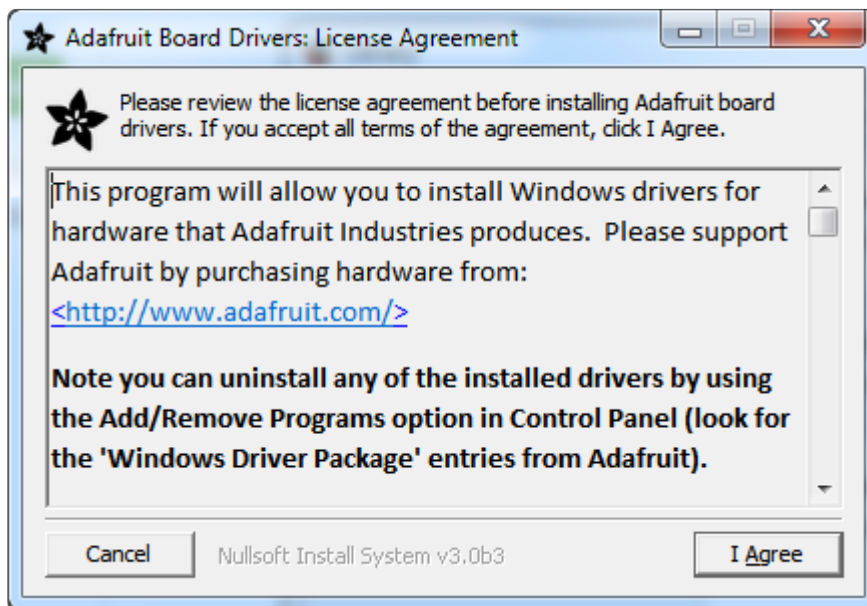 Adafruit Board Drivers: License Agreement
Please review the license agreement before installing Adafruit board
drivers. If you accept all terms of the agreement, click I Agree.
This program will allow you to install Windows drivers for
hardware that Adafruit Industries produces.  Please support
Adafruit by purchasing hardware from:
<http://www.adafruit.com/>
Note you can uninstall any of the installed drivers by using
the Add/Remove Programs option in Control Panel (look for
the 'Windows Driver Package' entries from Adafruit).
Cancel
Nullsoft Install System v3.0b3
I Agree